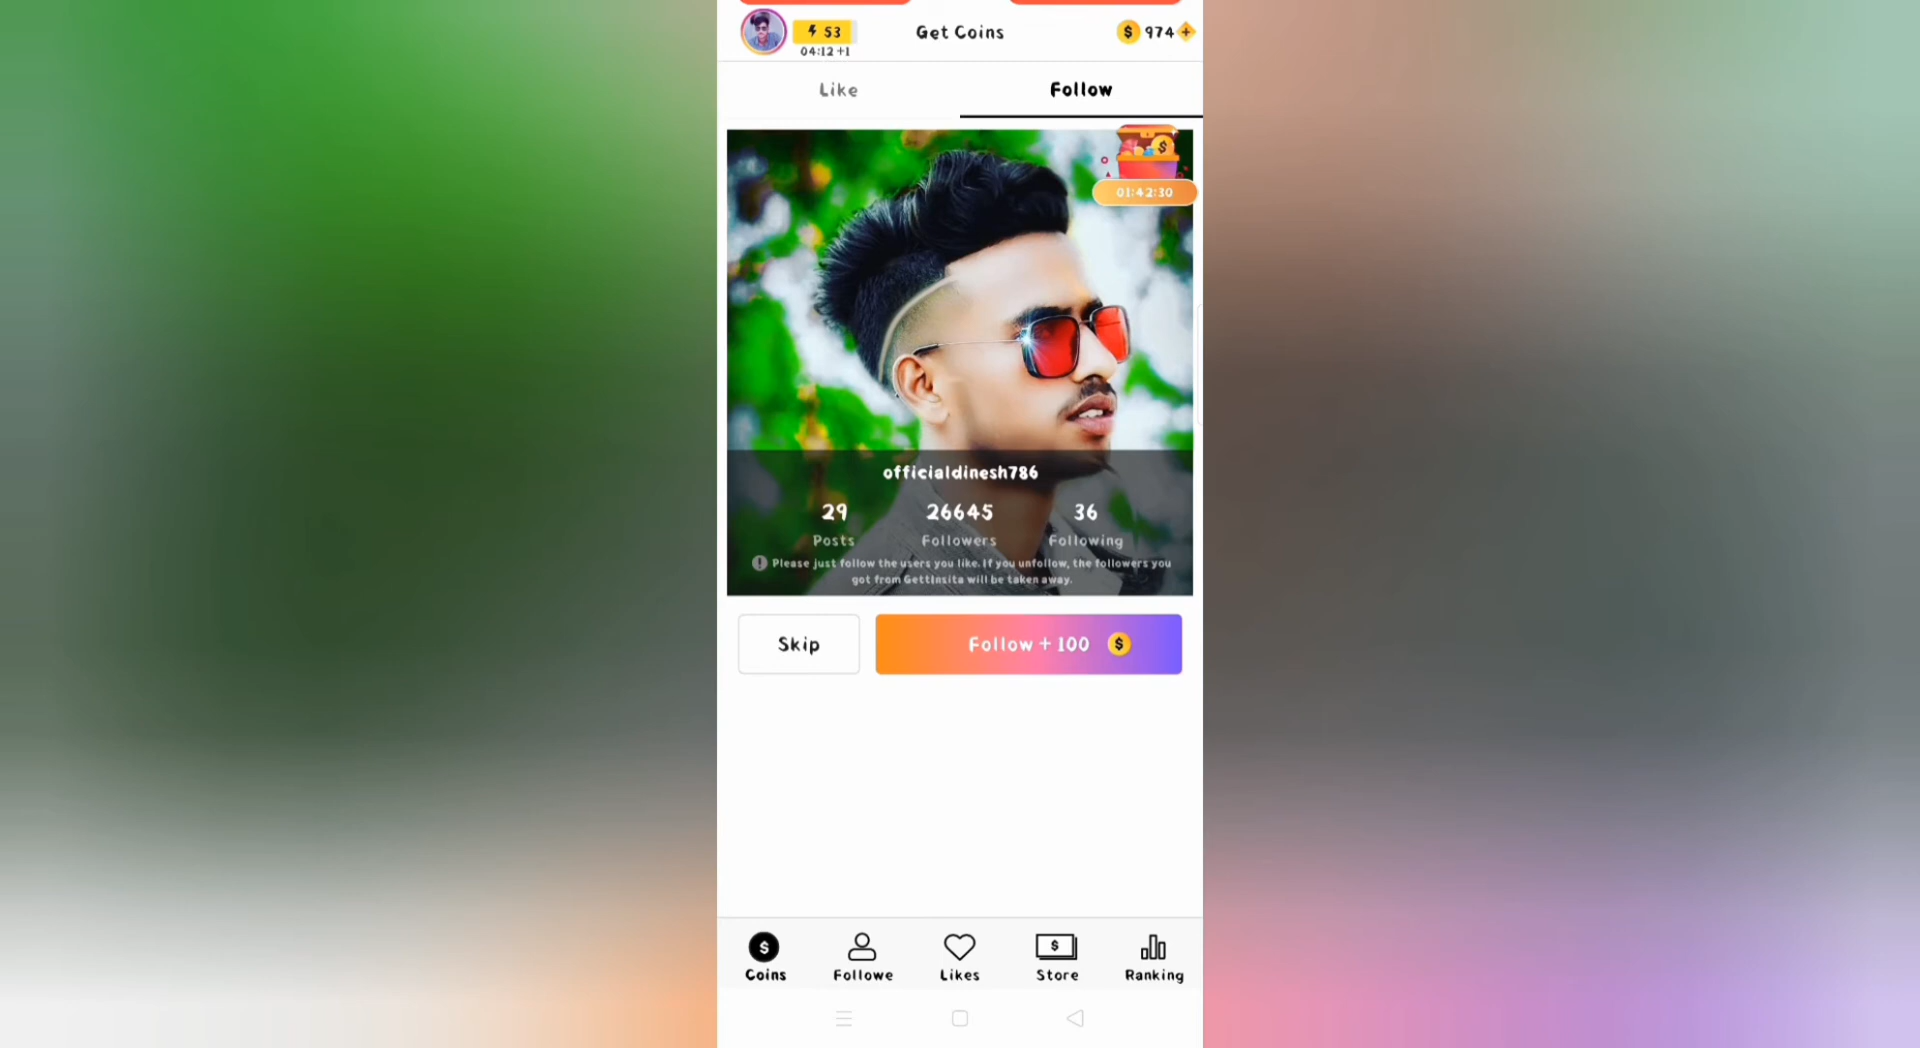 53
04:12 +1
Get Coins
974
Like
Follow
01:42:30
officialdinesh786
29
26645
36
Posts
Followers
Following
Please just follow the users you like. If you unfollow, the followers you
got from GettInsita will be taken away.
Skip
Follow + 100
Coins
Followe
Likes
Store
Ranking